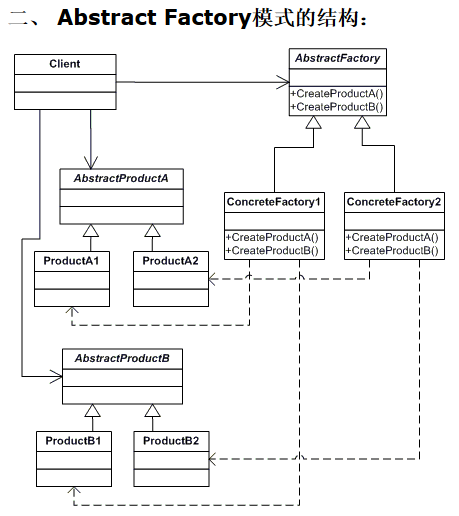 二、 Abstract Factory模式的结构：
Client
AbstractFactory
+CreateProductA()
+CreateProductB()
AbstractProductA
ConcreteFactory1
+CreateProductA()
+CreateProductB()
ConcreteFactory2
+CreateProductA()
+CreateProductB()
ProductA1
ProductA2
AbstractProductB
ProductB1
ProductB2